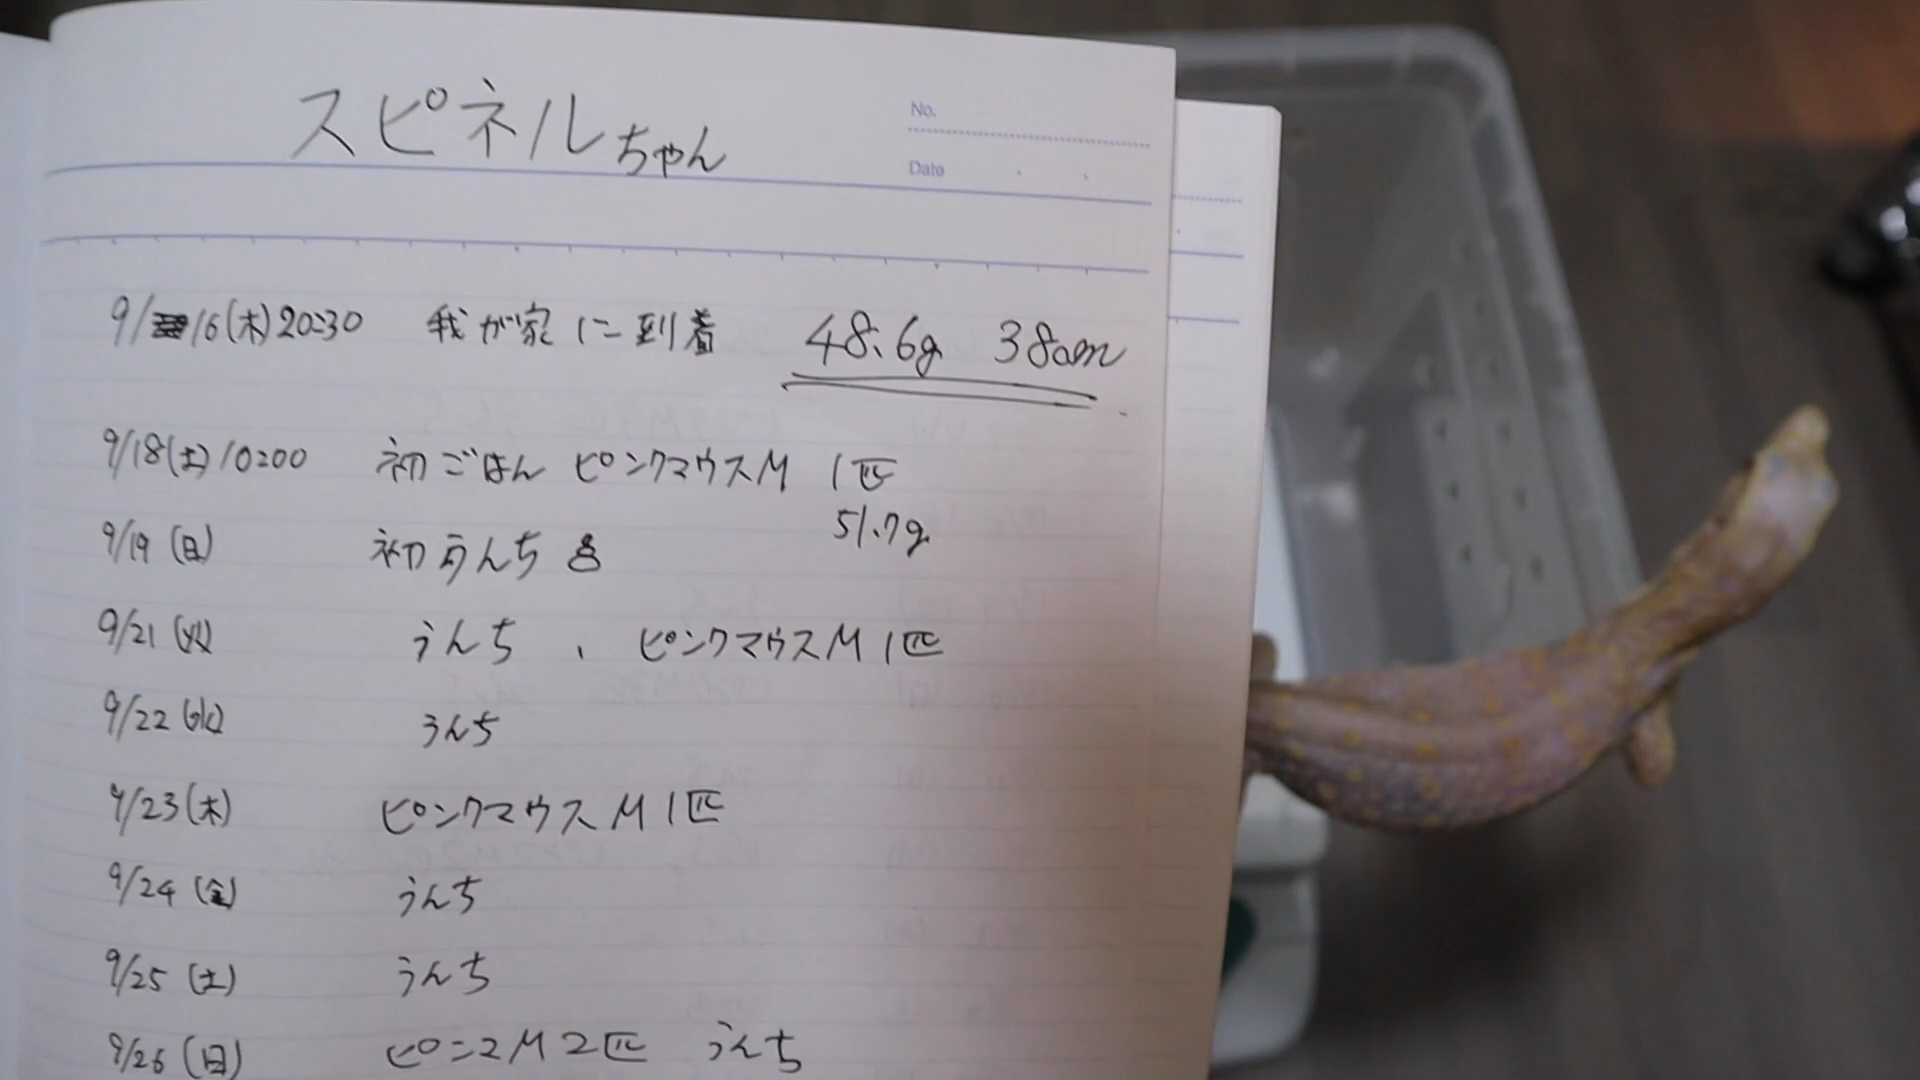 スピネルちゃん
No.
Date
9/16(木)20:30 我が家に到着 48.6g 38cm
9/18(土)10:00 初ごはん ピンクマウスM 1匹
51.7g
9/19(日) 初うんち
9/21(火) うんち、ピンクマウスM 1匹
9/22(水) うんち
9/23(木) ピンクマウスM 1匹
9/24(金) うんち
9/25(土) うんち
9/26(日) ピンマM2匹 うんち